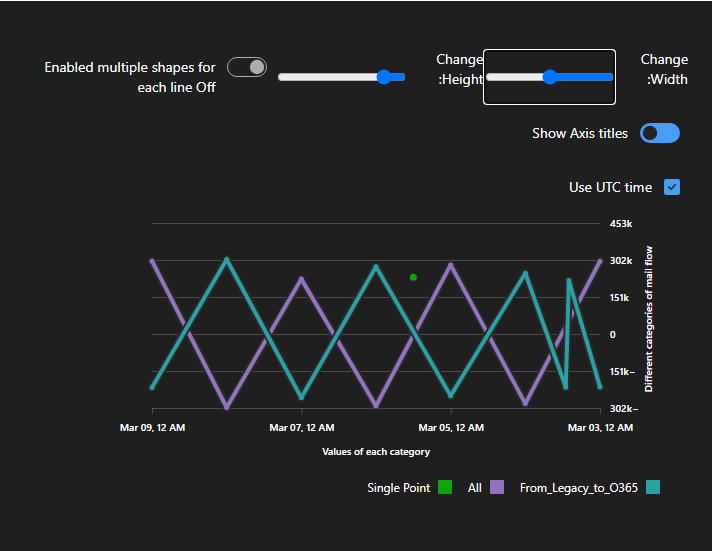 Enabled multiple shapes for
each line Off
Change
:Height
Change
:Width
Show Axis titles
Use UTC time
453k
302k
151k
0
151k−
302k−
Different categories of mail flow
Mar 09, 12 AM
Mar 07, 12 AM
Mar 05, 12 AM
Mar 03, 12 AM
Values of each category
Single Point
All
From_Legacy_to_O365